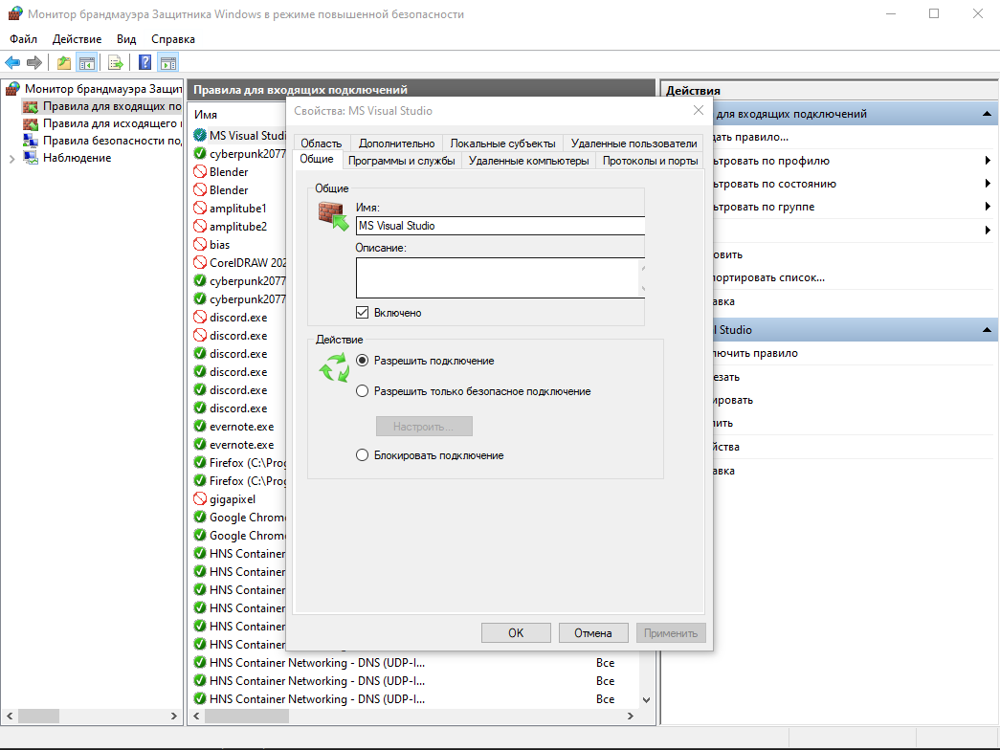 Монитор брандмауэра Защитника Windows в режиме повышенной безопасности
Файл Действие Вид Справка
Монитор брандмауэра Защит
Правила для входящих по
Правила для исходящего
Правила безопасности по
Наблюдение
Правила для входящих подключений
Имя
MS Visual Studi
cyberpunk2077
Blender
Blender
amplitube1
amplitube2
bias
CorelDRAW 202
cyberpunk2077
cyberpunk2077
discord.exe
discord.exe
discord.exe
discord.exe
discord.exe
discord.exe
evernote.exe
evernote.exe
Firefox (C:\Prog
Firefox (C:\Prog
gigapixel
Google Chrom
Google Chrom
HNS Container
HNS Container
HNS Container
HNS Container
HNS Container
HNS Container
HNS Container Networking - DNS (UDP-I... Все
HNS Container Networking - DNS (UDP-I... Все
HNS Container Networking - DNS (UDP-I... Все
Свойства: MS Visual Studio
Область Дополнительно Локальные субъекты Удаленные пользователи
Общие Программы и службы Удаленные компьютеры Протоколы и порты
Общие
Имя:
MS Visual Studio
Описание:
Включено
Действие
Разрешить подключение
Разрешить только безопасное подключение
Настроить...
Блокировать подключение
OK Отмена Применить
Действия
для входящих подключений
дать правило...
ьтровать по профилю
ьтровать по состоянию
ьтровать по группе
овить
портировать список...
авка
l Studio
лючить правило
езать
ировать
лить
йства
авка